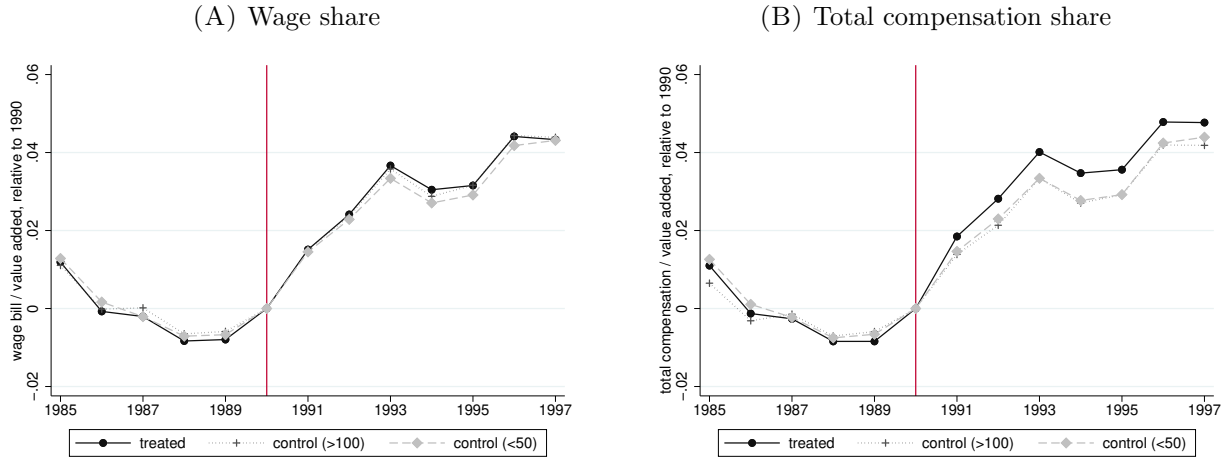 (A) Wage share
wage bill / value added, relative to 1990
.06
.04
.02
0
-.02
1985 1987 1989 1991 1993 1995 1997
treated control (>100) control (<50)
(B) Total compensation share
total compensation / value added, relative to 1990
.06
.04
.02
0
-.02
1985 1987 1989 1991 1993 1995 1997
treated control (>100) control (<50)